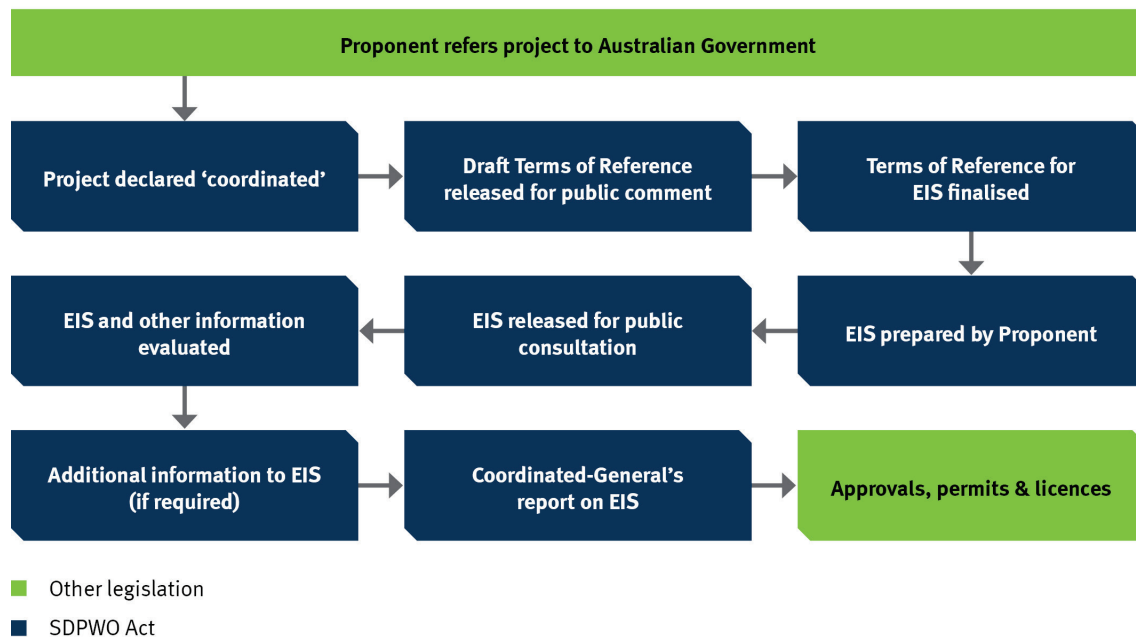 Proponent refers project to Australian Government
Project declared ‘coordinated’
Draft Terms of Reference
released for public comment
Terms of Reference for
EIS finalised
EIS and other information
evaluated
EIS released for public
consultation
EIS prepared by Proponent
Additional information to EIS
(if required)
Coordinated-General’s
report on EIS
Approvals, permits & licences
Other legislation
SDPWO Act